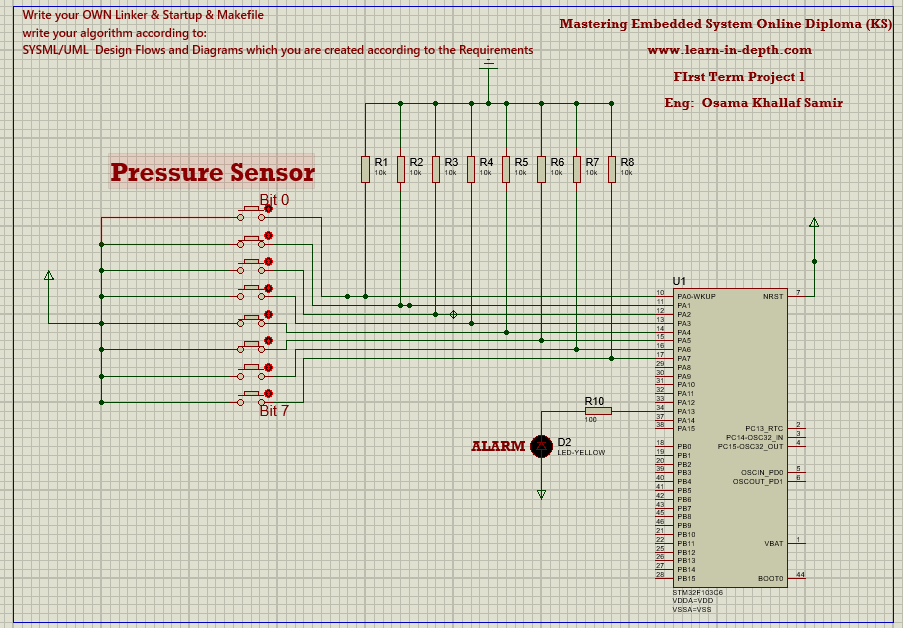 Write your OWN Linker & Startup & Makefile
write your algorithm according to:
SYSML/UML  Design Flows and Diagrams which you are created according to the Requirements
Mastering Embedded System Online Diploma (KS)
www.learn-in-depth.com
FIrst Term Project 1
Eng:  Osama Khallaf Samir
R1 R2 R3 R4 R5 R6 R7 R8
10k 10k 10k 10k 10k 10k 10k 10k
Pressure Sensor
Bit 0
Bit 7
U1
10 PA0-WKUP NRST 7
11 PA1
12 PA2
13 PA3
14 PA4
15 PA5
16 PA6
17 PA7
29 PA8
30 PA9
31 PA10
32 PA11
33 PA12
34 PA13
37 PA14
38 PA15
PC13_RTC 2
PC14-OSC32_IN 3
PC15-OSC32_OUT 4
18 PB0
19 PB1
20 PB2
39 PB3
40 PB4
41 PB5
42 PB6
43 PB7
45 PB8
46 PB9
21 PB10
22 PB11
25 PB12
26 PB13
27 PB14
28 PB15
OSCIN_PD0 5
OSCOUT_PD1 6
VBAT 1
BOOT0 44
R10
100
ALARM
D2
LED-YELLOW
STM32F103C6
VDDA=VDD
VSSA=VSS